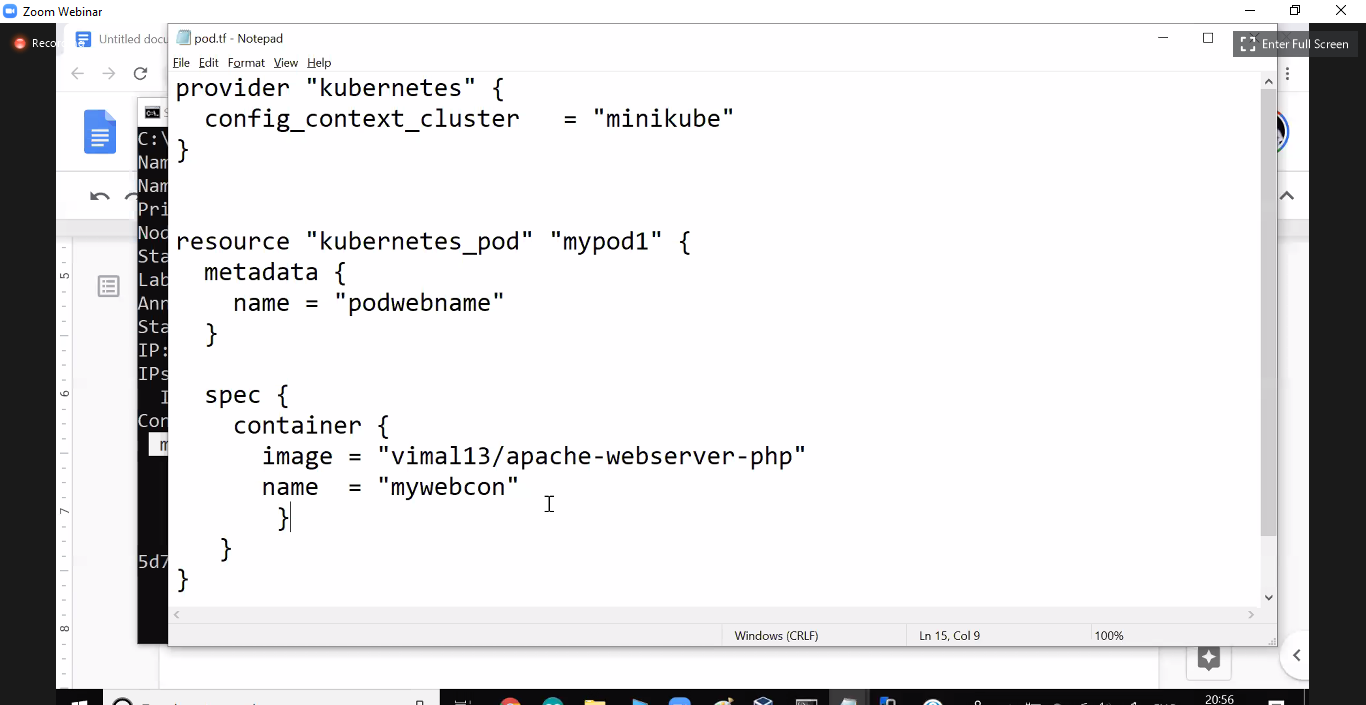 Zoom Webinar
Untitled docu
pod.tf - Notepad
Enter Full Screen
File Edit Format View Help
provider "kubernetes" {
config_context_cluster = "minikube"
}
resource "kubernetes_pod" "mypod1" {
metadata {
name = "podwebname"
}
spec {
container {
image = "vimal13/apache-webserver-php"
name = "mywebcon"
}
}
}
C:\
Nam
Nam
Pri
Nod
Sta
Lab
Ann
Sta
IP:
IPs
I
Con
m
5d7
5
6
7
8
Windows (CRLF)
Ln 15, Col 9
100%
20:56